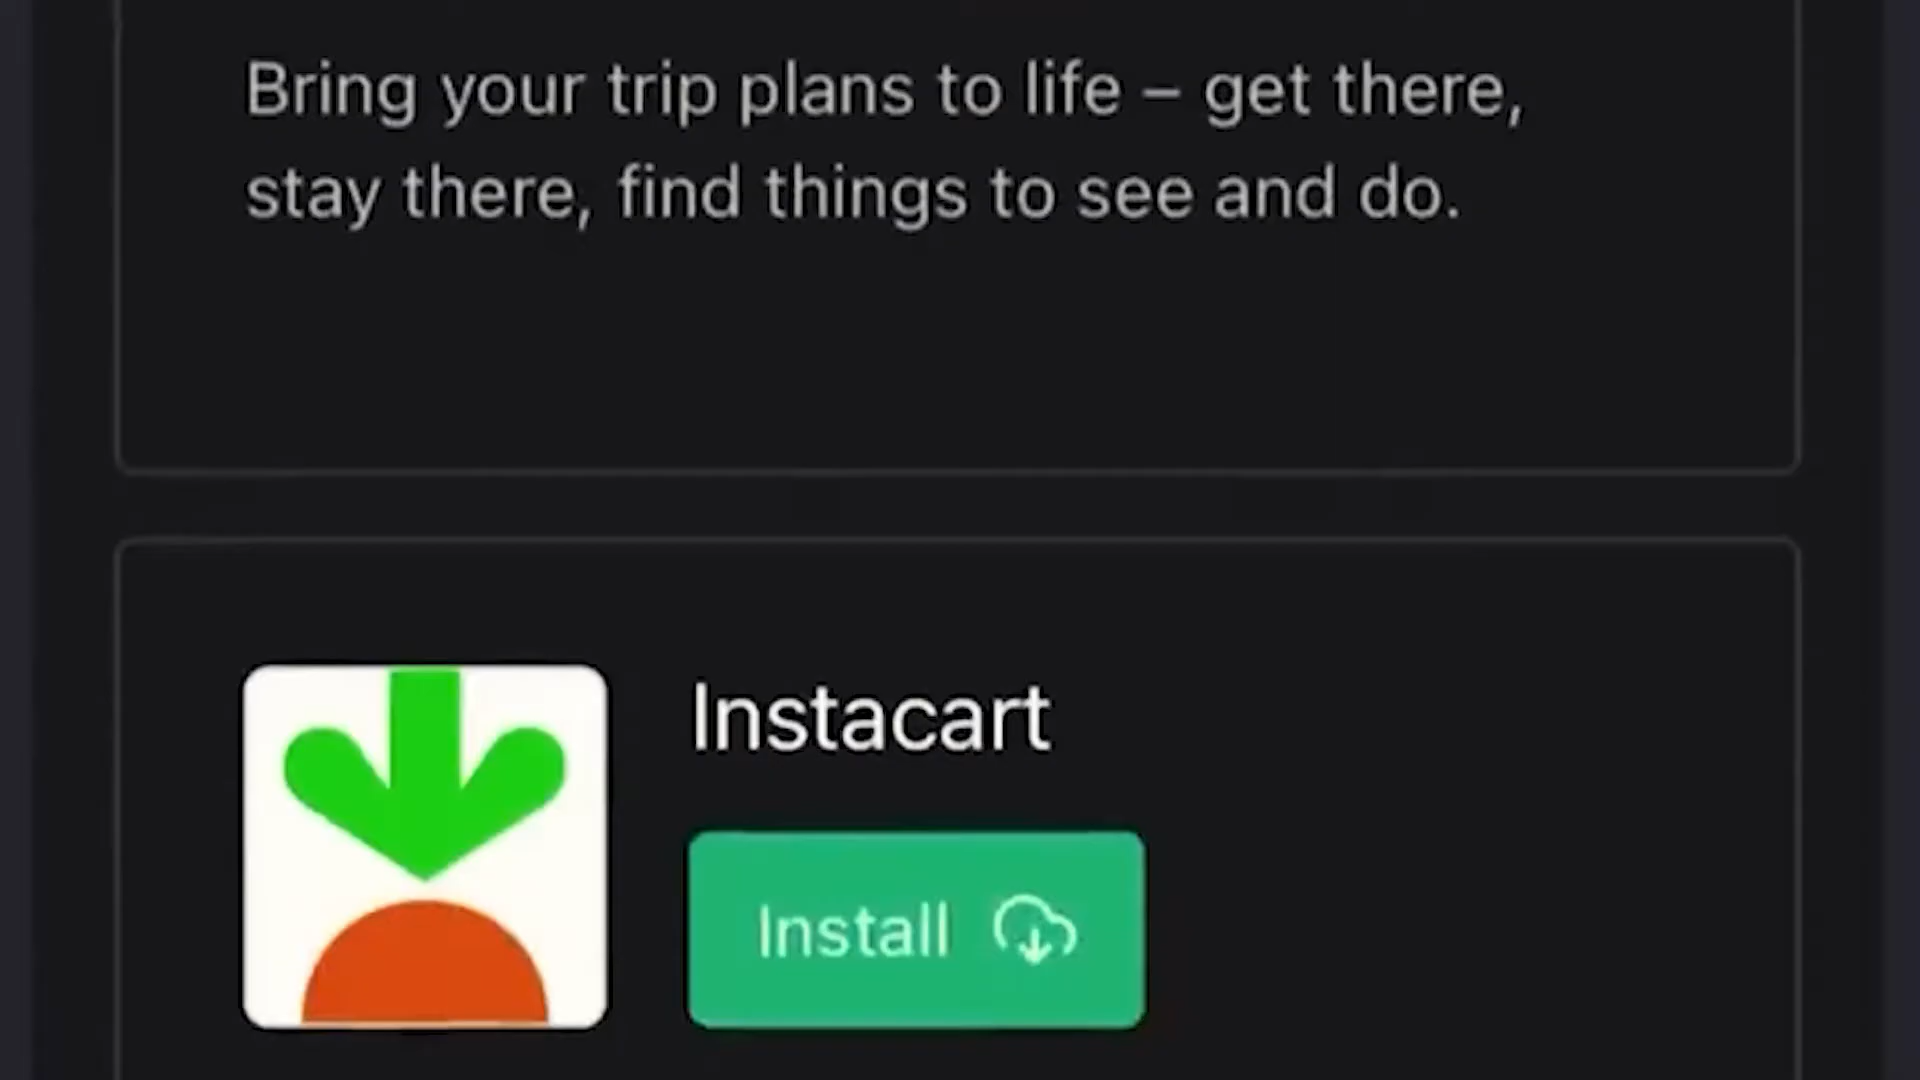 Bring your trip plans to life – get there,
stay there, find things to see and do.
Instacart
Install